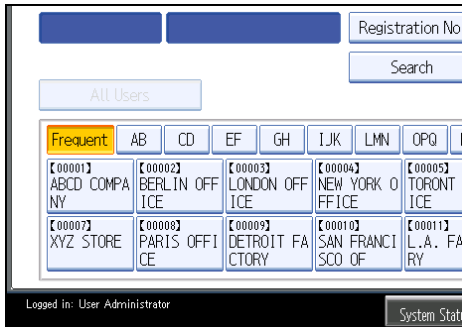 Registration No
Search
All Users
Frequent AB CD EF GH IJK LMN OPQ
【00001】 【00002】 【00003】 【00004】 【00005】
ABCD COMPA BERLIN OFF LONDON OFF NEW YORK O TORONT
NY ICE ICE FFICE ICE
【00007】 【00008】 【00009】 【00010】 【00011】
XYZ STORE PARIS OFFI DETROIT FA SAN FRANCI L.A. FA
CE CTORY SCO OF RY
Logged in: User Administrator
System Stat